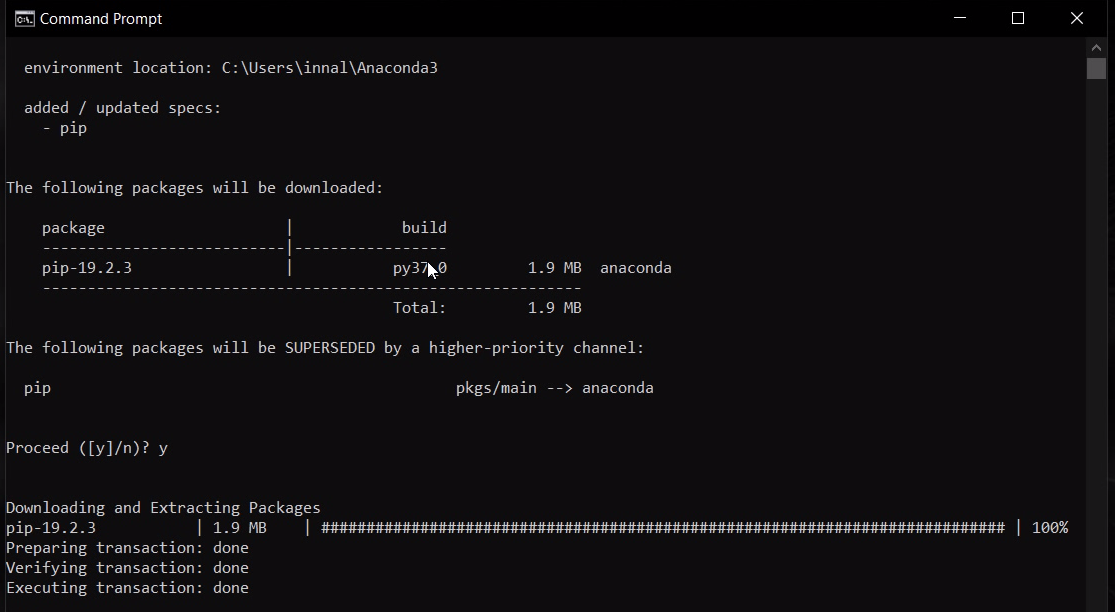 Command Prompt
environment location: C:\Users\innal\Anaconda3
added / updated specs:
- pip
The following packages will be downloaded:
package | build
---------------------------|-----------------
pip-19.2.3 | 1.9 MB anaconda
------------------------------------------------------------
Total: 1.9 MB
The following packages will be SUPERSEDED by a higher-priority channel:
pip pkgs/main --> anaconda
Proceed ([y]/n)? y
Downloading and Extracting Packages
pip-19.2.3 | 1.9 MB | ############################################################################ | 100%
Preparing transaction: done
Verifying transaction: done
Executing transaction: done